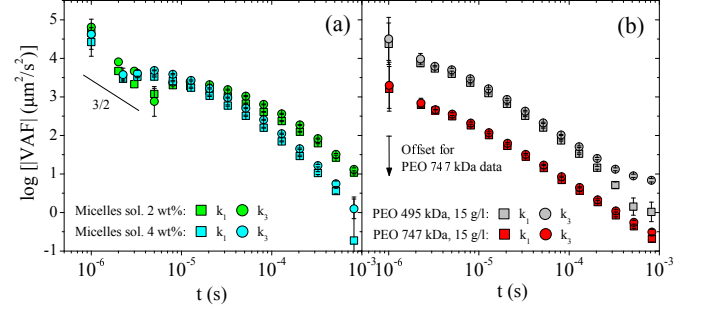 (a)
(b)
log [|VAF| (μm²/s²)]
5
4
3
2
1
0
-1
3/2
Offset for
PEO 747 kDa data
Micelles sol. 2 wt%: k₁ k₃
Micelles sol. 4 wt%: k₁ k₃
PEO 495 kDa, 15 g/l: k₁ k₃
PEO 747 kDa, 15 g/l: k₁ k₃
10⁻⁶ 10⁻⁵ 10⁻⁴ 10⁻³
10⁻⁶ 10⁻⁵ 10⁻⁴ 10⁻³
t (s)
t (s)